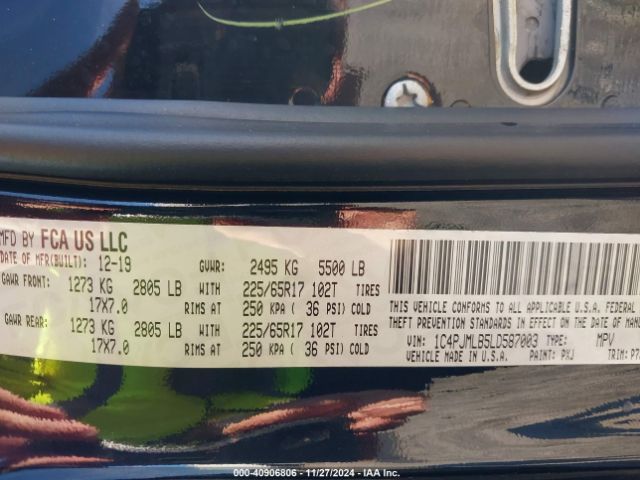 MFD BY FCA US LLC
DATE OF MFR(BUILT): 12-19 GVWR: 2495 KG 5500 LB
GAWR FRONT: 1273 KG 2805 LB WITH 225/65R17 102T TIRES
17X7.0 RIMS AT 250 KPA ( 36 PSI) COLD
GAWR REAR: 1273 KG 2805 LB WITH 225/65R17 102T TIRES
17X7.0 RIMS AT 250 KPA ( 36 PSI) COLD
THIS VEHICLE CONFORMS TO ALL APPLICABLE U.S.A.
THEFT PREVENTION STANDARDS IN EFFECT ON THE DATE OF
VIN: 1C4PJMLB5LD587003 TYPE: MPV
VEHICLE MADE IN U.S.A. PAINT: PXJ TRIM:
000-40906806 - 11/27/2024 - IAA Inc.